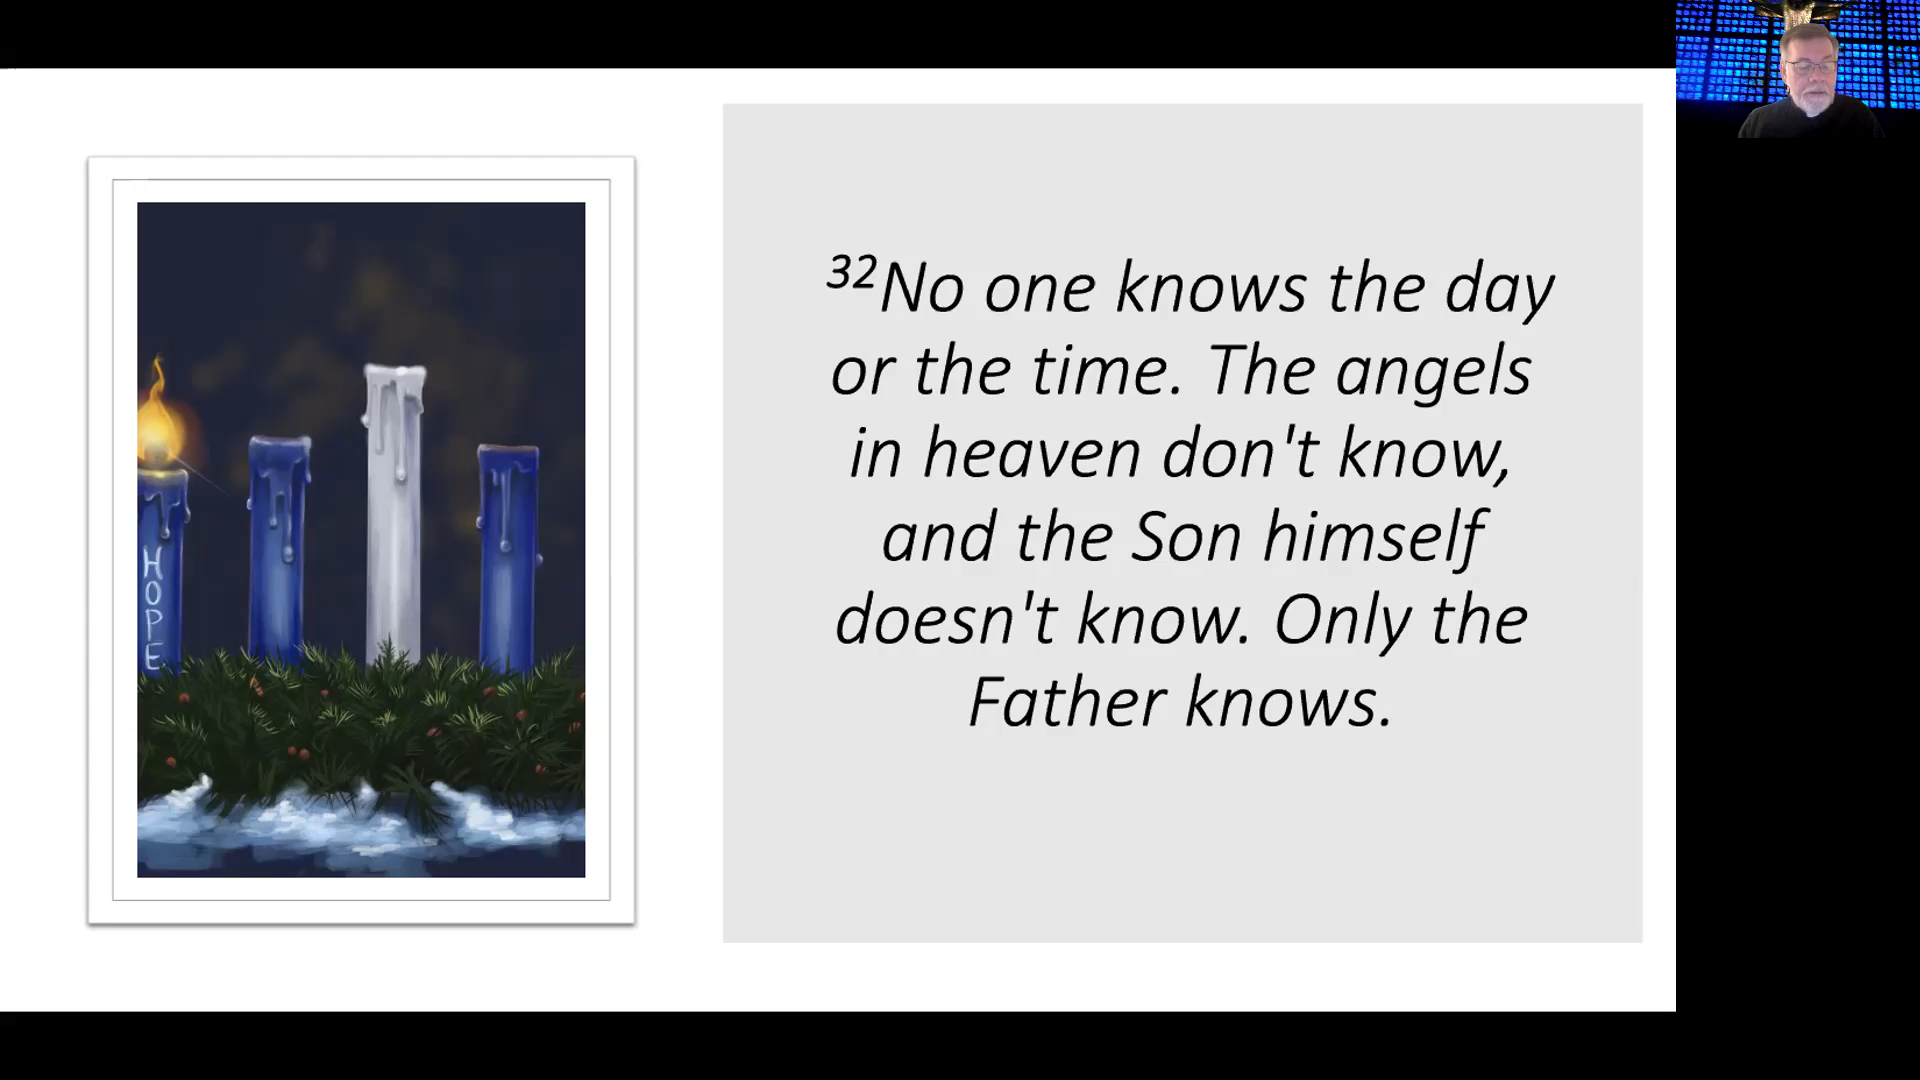 HOPE
32No one knows the day
or the time. The angels
in heaven don't know,
and the Son himself
doesn't know. Only the
Father knows.